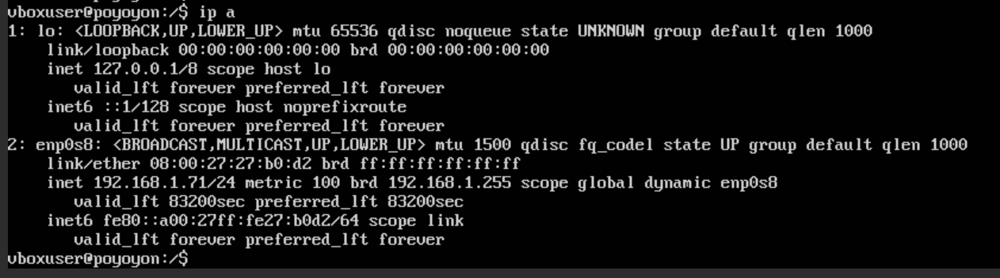 vboxuser@poyoyon:/$ ip a
1: lo: <LOOPBACK,UP,LOWER_UP> mtu 65536 qdisc noqueue state UNKNOWN group default qlen 1000
link/loopback 00:00:00:00:00:00 brd 00:00:00:00:00:00
inet 127.0.0.1/8 scope host lo
valid_lft forever preferred_lft forever
inet6 ::1/128 scope host noprefixroute
valid_lft forever preferred_lft forever
2: enp0s8: <BROADCAST,MULTICAST,UP,LOWER_UP> mtu 1500 qdisc fq_codel state UP group default qlen 1000
link/ether 08:00:27:27:b0:d2 brd ff:ff:ff:ff:ff:ff
inet 192.168.1.71/24 metric 100 brd 192.168.1.255 scope global dynamic enp0s8
valid_lft 83200sec preferred_lft 83200sec
inet6 fe80::a00:27ff:fe27:b0d2/64 scope link
valid_lft forever preferred_lft forever
vboxuser@poyoyon:/$